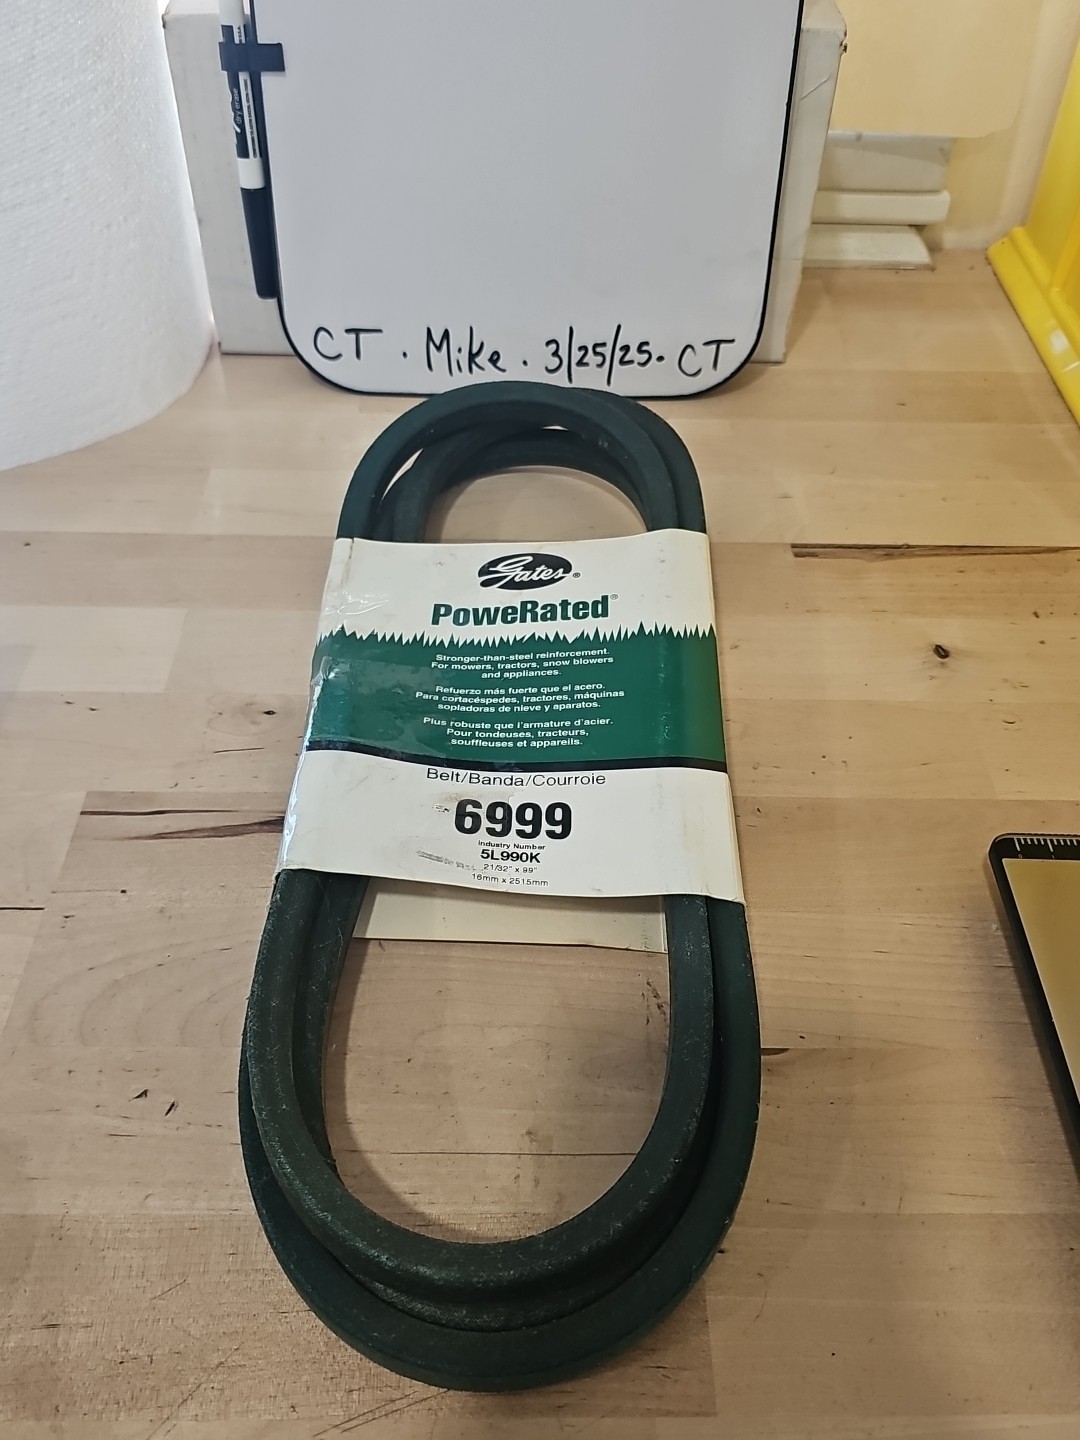 dry erase
CT . Mike . 3/25/25. CT
Gates®
PoweRated®
Stronger-than-steel reinforcement.
For mowers, tractors, snow blowers
and appliances.
Refuerzo más fuerte que el acero.
Para cortacéspedes, tractores, máquinas
sopladoras de nieve y aparatos.
Plus robuste que l'armature d'acier.
Pour tondeuses, tracteurs,
souffleuses et appareils.
Belt/Banda/Courroie
6999
Industry Number
5L990K
21/32" x 99"
16mm x 2515mm